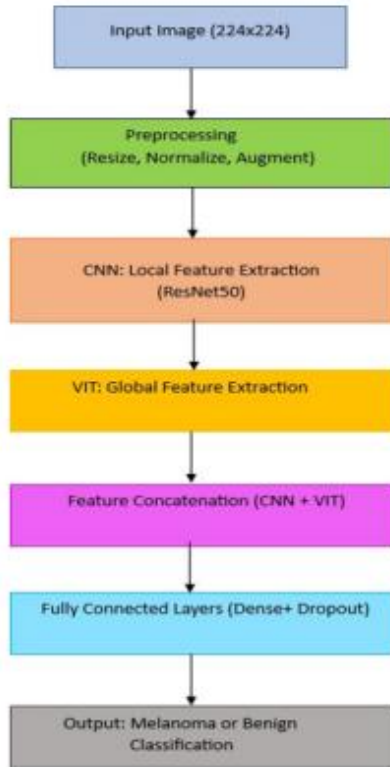 Input Image (224x224)
Preprocessing
(Resize, Normalize, Augment)
CNN: Local Feature Extraction
(ResNet50)
VIT: Global Feature Extraction
Feature Concatenation (CNN + VIT)
Fully Connected Layers (Dense+ Dropout)
Output: Melanoma or Benign
Classification